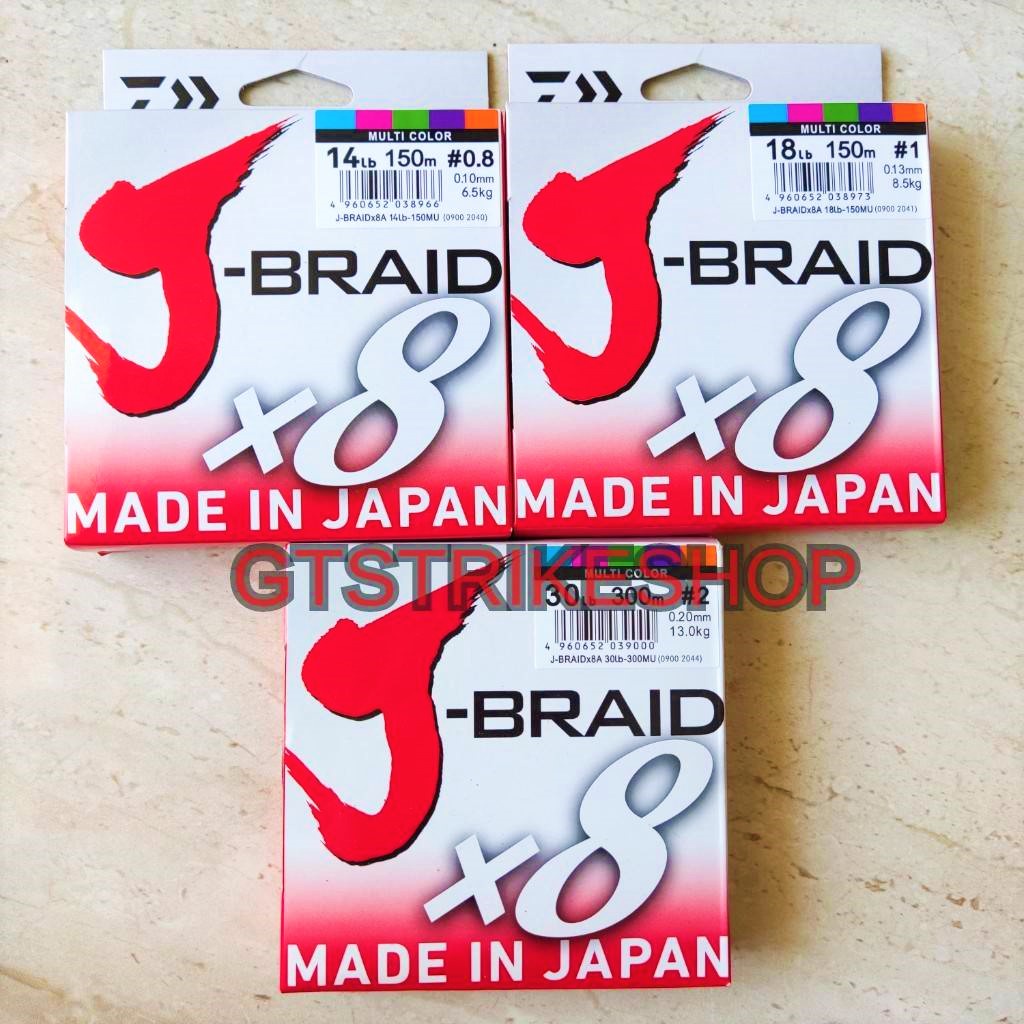 MULTI COLOR
14lb 150m #0.8
0.10mm
6.5kg
4 960652 038966
J-BRAIDx8A 14Lb-150MU (0900 2040)
J-BRAID
x8
MADE IN JAPAN
MULTI COLOR
18lb 150m #1
0.13mm
8.5kg
4 960652 038973
J-BRAIDx8A 18Lb-150MU (0900 2041)
J-BRAID
x8
MADE IN JAPAN
GTSTRIKESHOP
MULTI COLOR
30lb 300m #2
0.20mm
13.0kg
4 960652 039000
J-BRAIDx8A 30Lb-300MU (0900 2044)
J-BRAID
x8
MADE IN JAPAN